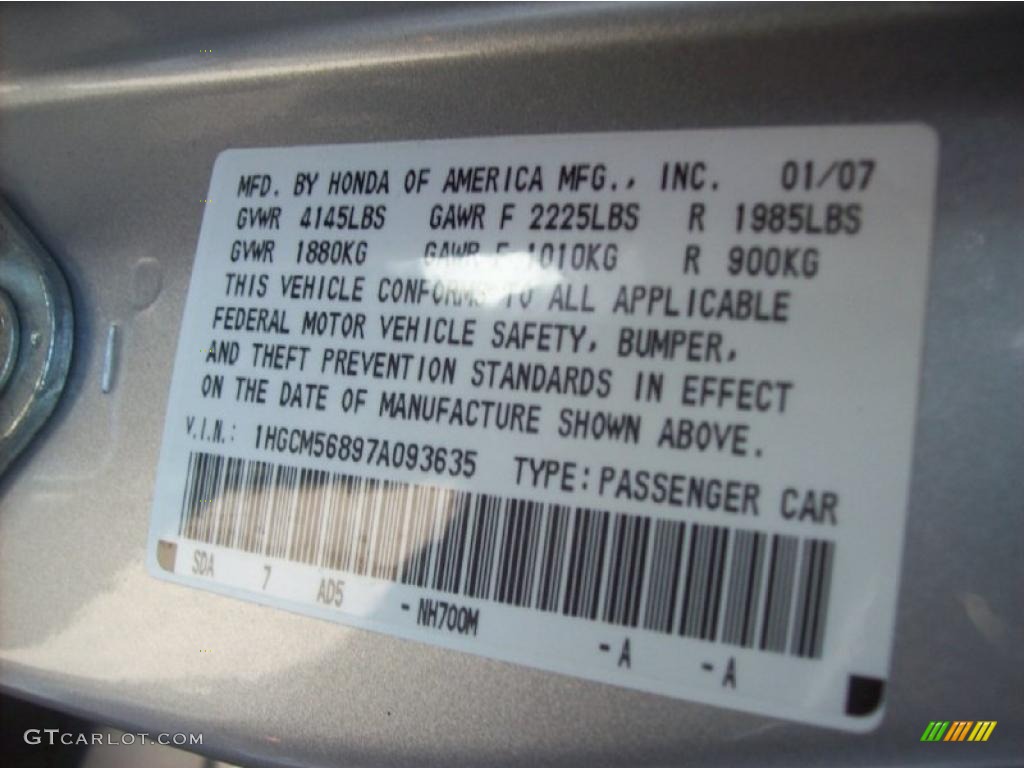 MFD. BY HONDA OF AMERICA MFG., INC. 01/07
GVWR 4145LBS GAWR F 2225LBS R 1985LBS
GVWR 1880KG GAWR F 1010KG R 900KG
THIS VEHICLE CONFORMS TO ALL APPLICABLE
FEDERAL MOTOR VEHICLE SAFETY, BUMPER,
AND THEFT PREVENTION STANDARDS IN EFFECT
ON THE DATE OF MANUFACTURE SHOWN ABOVE.
V.I.N.: 1HGCM56897A093635 TYPE: PASSENGER CAR
SDA 7 AD5 - NH700M - A - A
GTCARLOT.COM